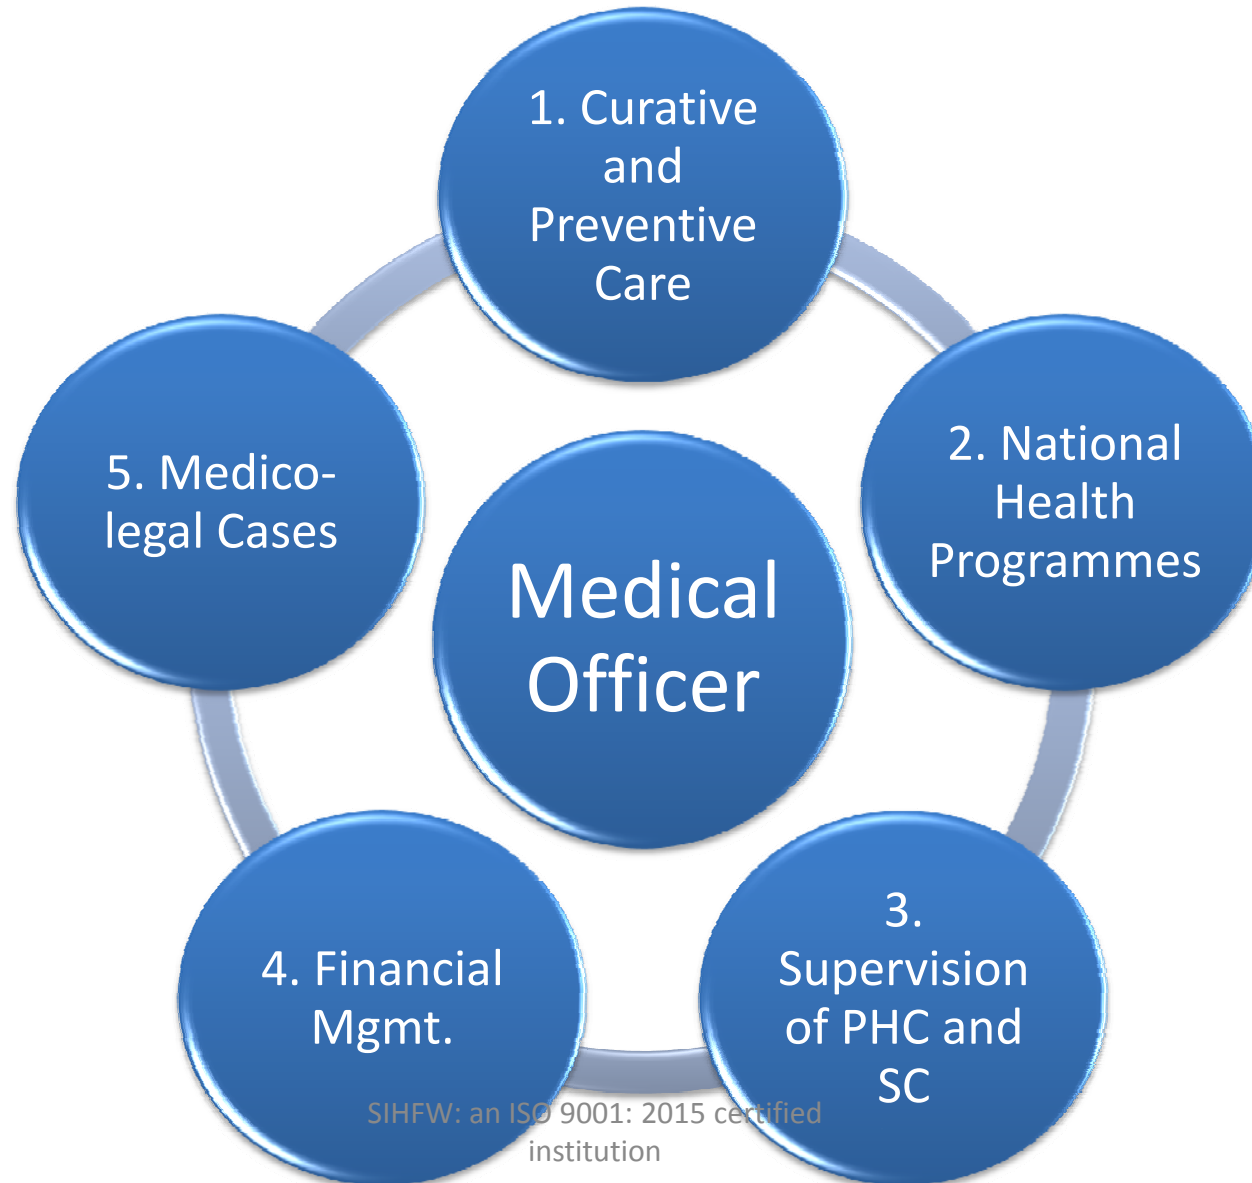 1. Curative
and
Preventive
Care
2. National
Health
Programmes
3.
Supervision
of PHC and
SC
4. Financial
Mgmt.
5. Medico-
legal Cases
Medical
Officer
SIHFW: an ISO 9001: 2015 certified
institution